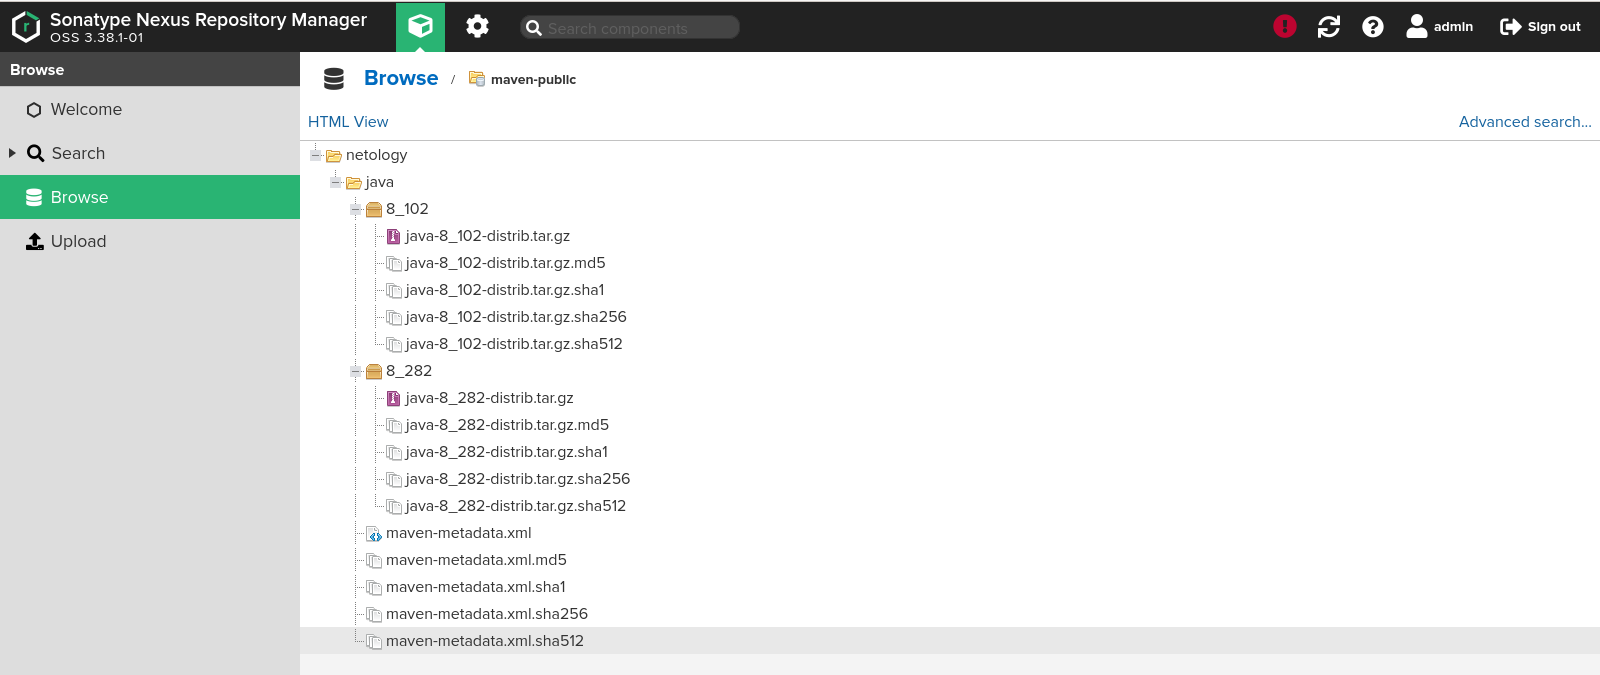 Sonatype Nexus Repository Manager
OSS 3.38.1-01
Search components
admin
Sign out
Browse
Welcome
Search
Browse
Upload
Browse / maven-public
HTML View
Advanced search...
netology
java
8_102
java-8_102-distrib.tar.gz
java-8_102-distrib.tar.gz.md5
java-8_102-distrib.tar.gz.sha1
java-8_102-distrib.tar.gz.sha256
java-8_102-distrib.tar.gz.sha512
8_282
java-8_282-distrib.tar.gz
java-8_282-distrib.tar.gz.md5
java-8_282-distrib.tar.gz.sha1
java-8_282-distrib.tar.gz.sha256
java-8_282-distrib.tar.gz.sha512
maven-metadata.xml
maven-metadata.xml.md5
maven-metadata.xml.sha1
maven-metadata.xml.sha256
maven-metadata.xml.sha512